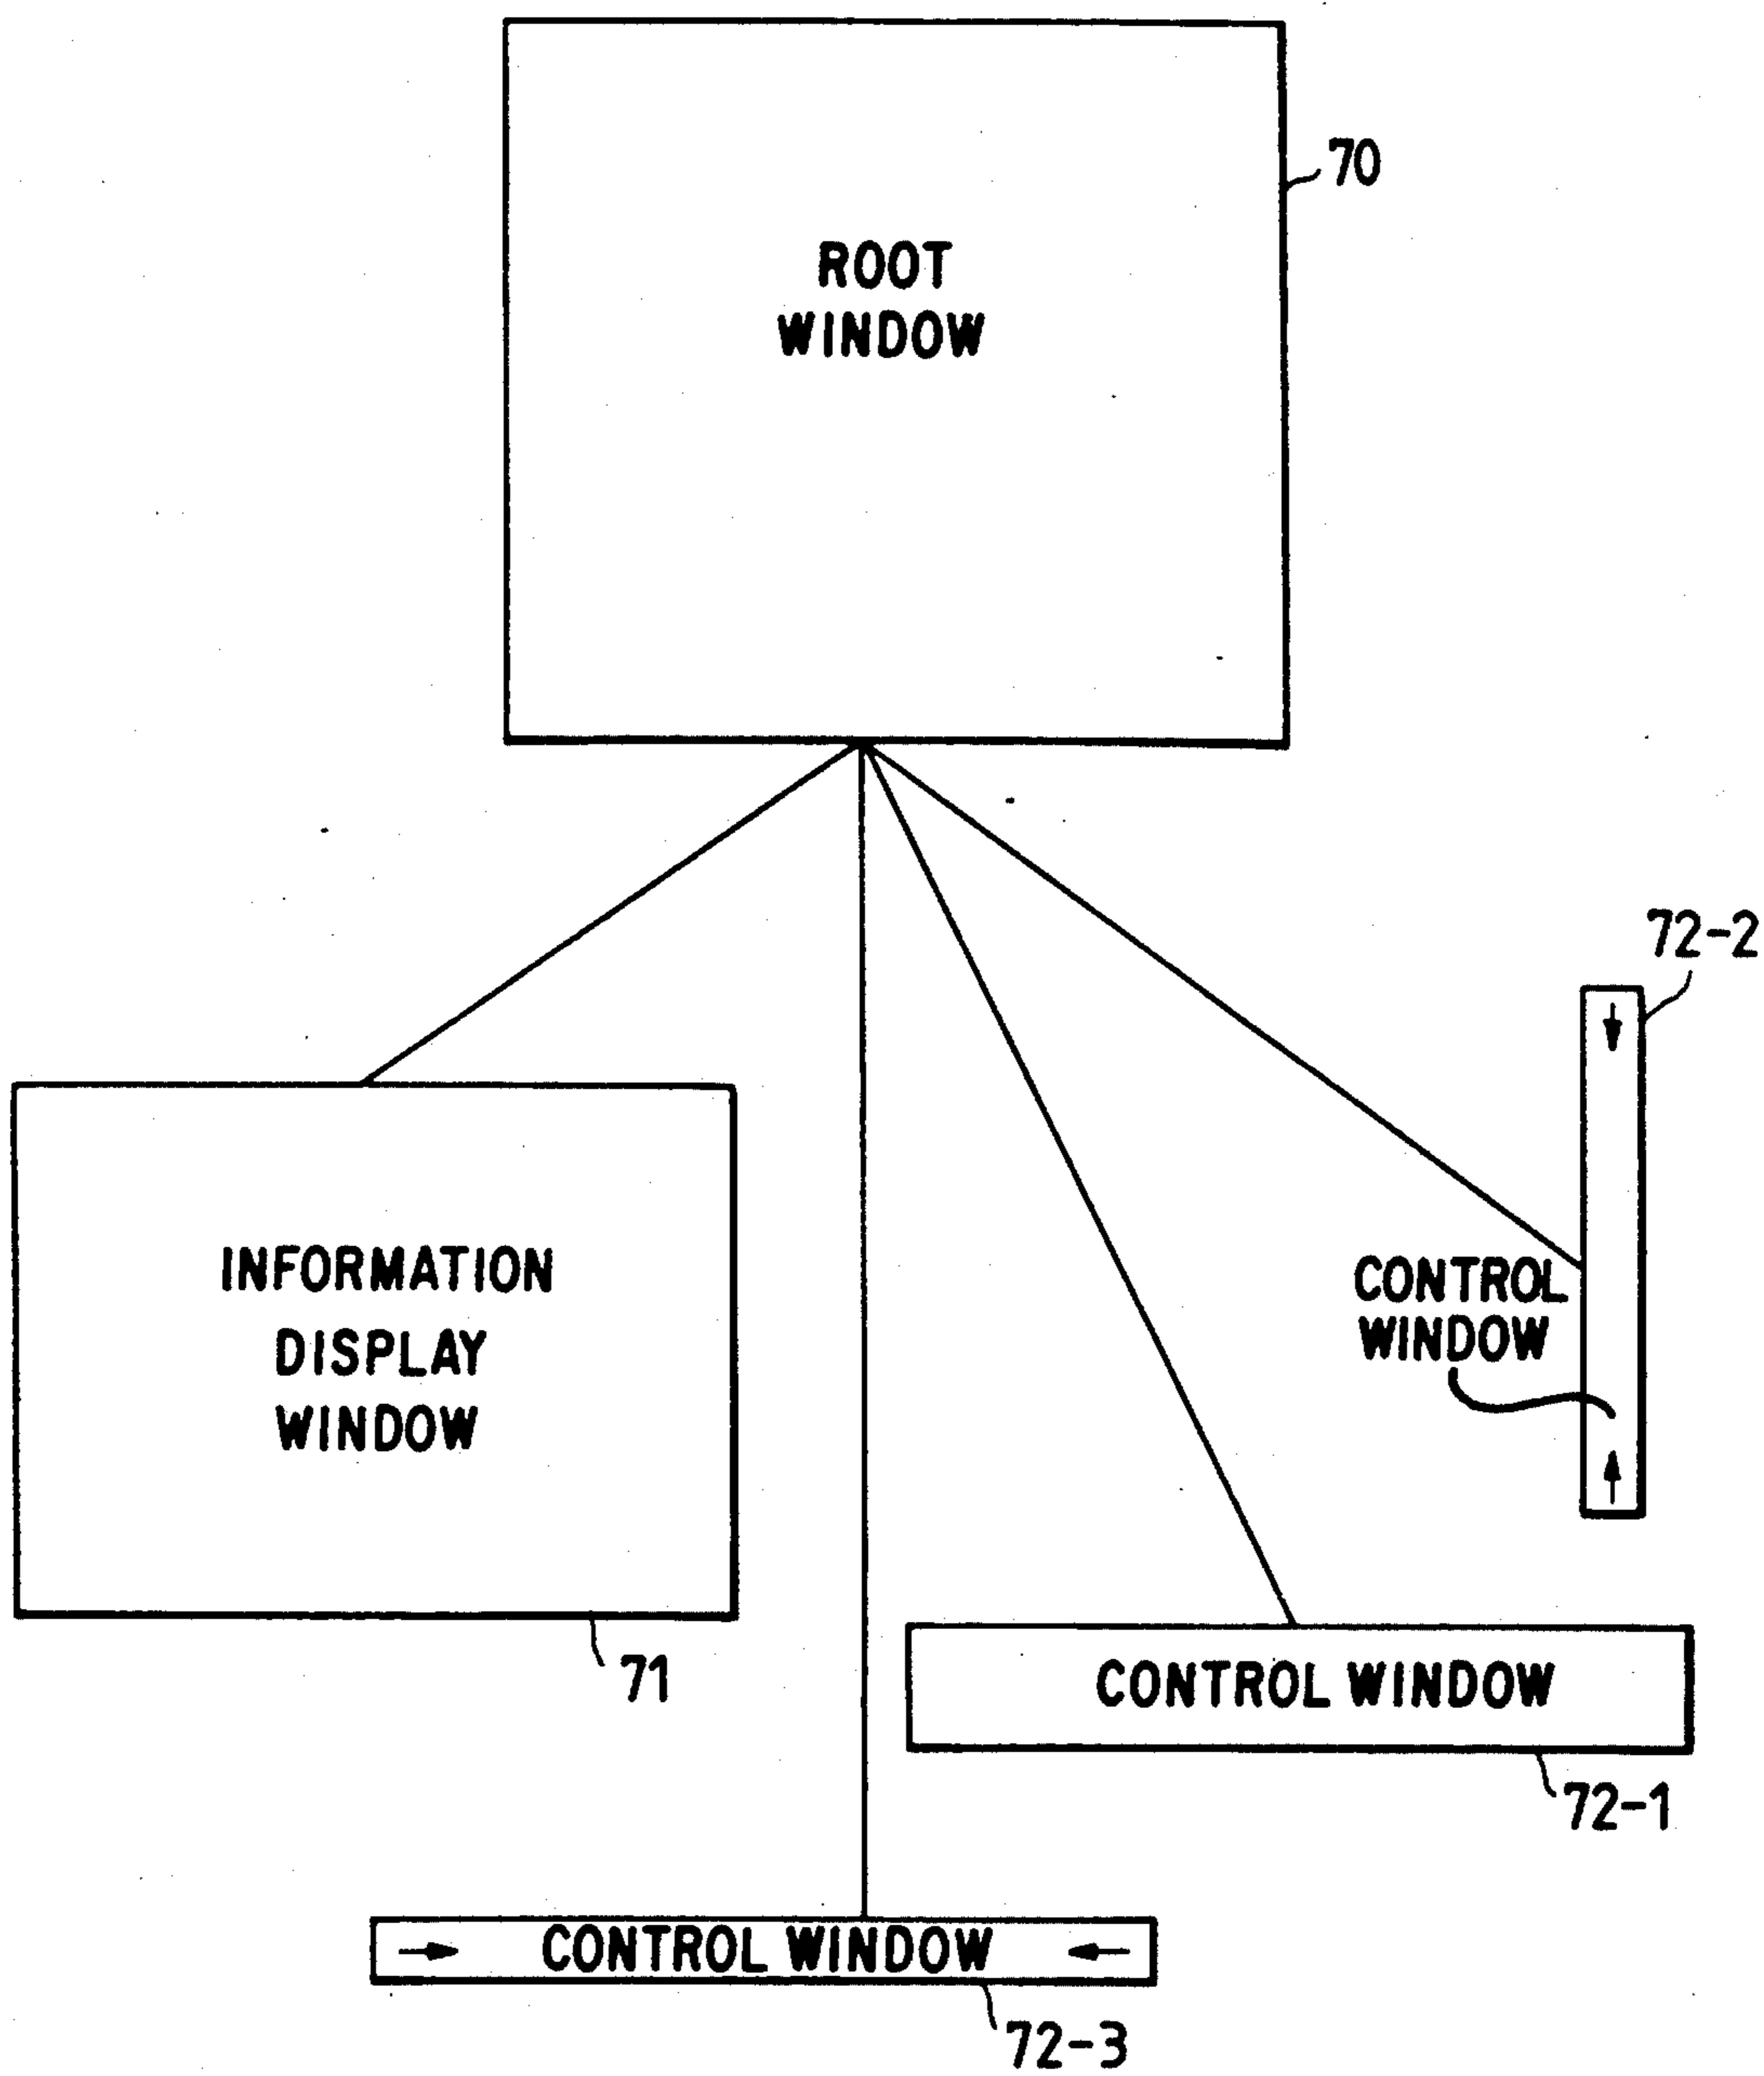 70
ROOT
WINDOW
72-2
CONTROL
WINDOW
INFORMATION
DISPLAY
WINDOW
71
CONTROL WINDOW
72-1
CONTROL WINDOW
72-3